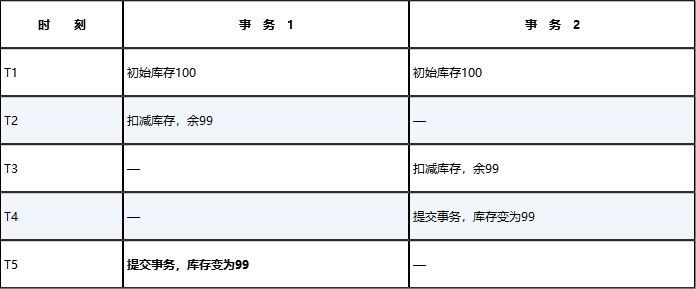 时 刻 事 务 1 事 务 2
T1 初始库存100 初始库存100
T2 扣减库存，余99 —
T3 — 扣减库存，余99
T4 — 提交事务，库存变为99
T5 提交事务，库存变为99 —